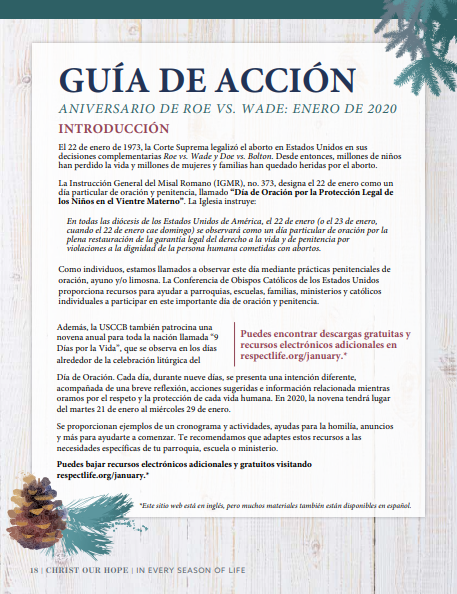 GUÍA DE ACCIÓN
ANIVERSARIO DE ROE VS. WADE: ENERO DE 2020
INTRODUCCIÓN
El 22 de enero de 1973, la Corte Suprema legalizó el aborto en Estados Unidos en sus
decisiones complementarias Roe vs. Wade y Doe vs. Bolton. Desde entonces, millones de niños
han perdido la vida y millones de mujeres y familias han quedado heridas por el aborto.
La Instrucción General del Misal Romano (IGMR), no. 373, designa el 22 de enero como un
día particular de oración y penitencia, llamado “Día de Oración por la Protección Legal de
los Niños en el Vientre Materno”. La Iglesia instruye:
En todas las diócesis de los Estados Unidos de América, el 22 de enero (o el 23 de enero,
cuando el 22 de enero cae domingo) se observará como un día particular de oración por la
plena restauración de la garantía legal del derecho a la vida y de penitencia por
violaciones a la dignidad de la persona humana cometidas con abortos.
Como individuos, estamos llamados a observar este día mediante prácticas penitenciales de
oración, ayuno y/o limosna. La Conferencia de Obispos Católicos de los Estados Unidos
proporciona recursos para ayudar a parroquias, escuelas, familias, ministerios y católicos
individuales a participar en este importante día de oración y penitencia.
Además, la USCCB también patrocina una
novena anual para toda la nación llamada “9
Días por la Vida”, que se observa en los días
alrededor de la celebración litúrgica del
Puedes encontrar descargas gratuitas y
recursos electrónicos adicionales en
respectlife.org/january.*
Día de Oración. Cada día, durante nueve días, se presenta una intención diferente,
acompañada de una breve reflexión, acciones sugeridas e información relacionada mientras
oramos por el respeto y la protección de cada vida humana. En 2020, la novena tendrá lugar
del martes 21 de enero al miércoles 29 de enero.
Se proporcionan ejemplos de un cronograma y actividades, ayudas para la homilía, anuncios
y más para ayudarte a comenzar. Te recomendamos que adaptes estos recursos a las
necesidades específicas de tu parroquia, escuela o ministerio.
Puedes bajar recursos electrónicos adicionales y gratuitos visitando
respectlife.org/january.*
*Este sitio web está en inglés, pero muchos materiales también están disponibles en español.
18 | CHRIST OUR HOPE | IN EVERY SEASON OF LIFE